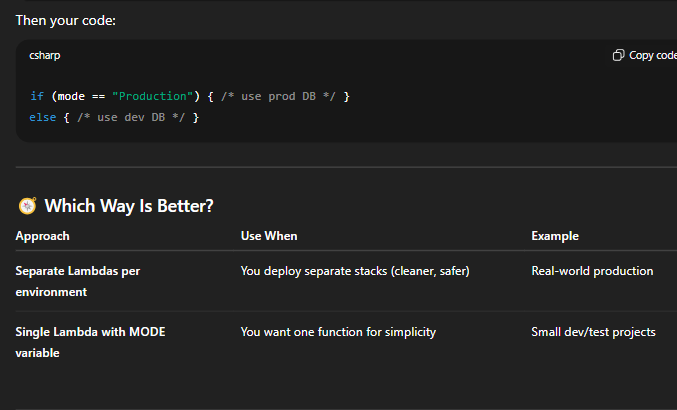 Then your code:
csharp
Copy code
if (mode == "Production") { /* use prod DB */ }
else { /* use dev DB */ }
Which Way Is Better?
Approach Use When Example
Separate Lambdas per environment You deploy separate stacks (cleaner, safer) Real-world production
Single Lambda with MODE variable You want one function for simplicity Small dev/test projects